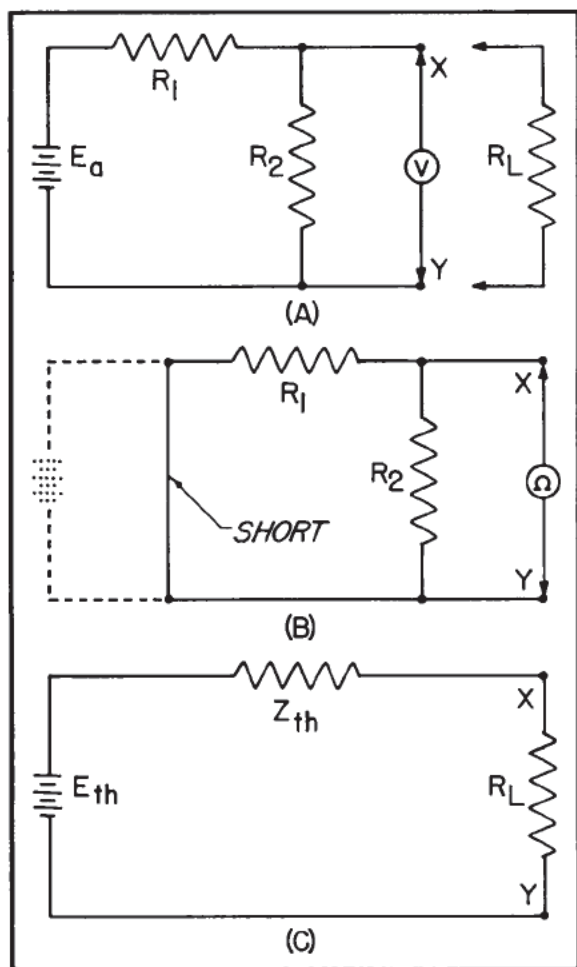 R1
Ea
R2
V
X
Y
RL
(A)
R1
R2
X
Ω
Y
SHORT
(B)
Zth
Eth
X
RL
Y
(C)